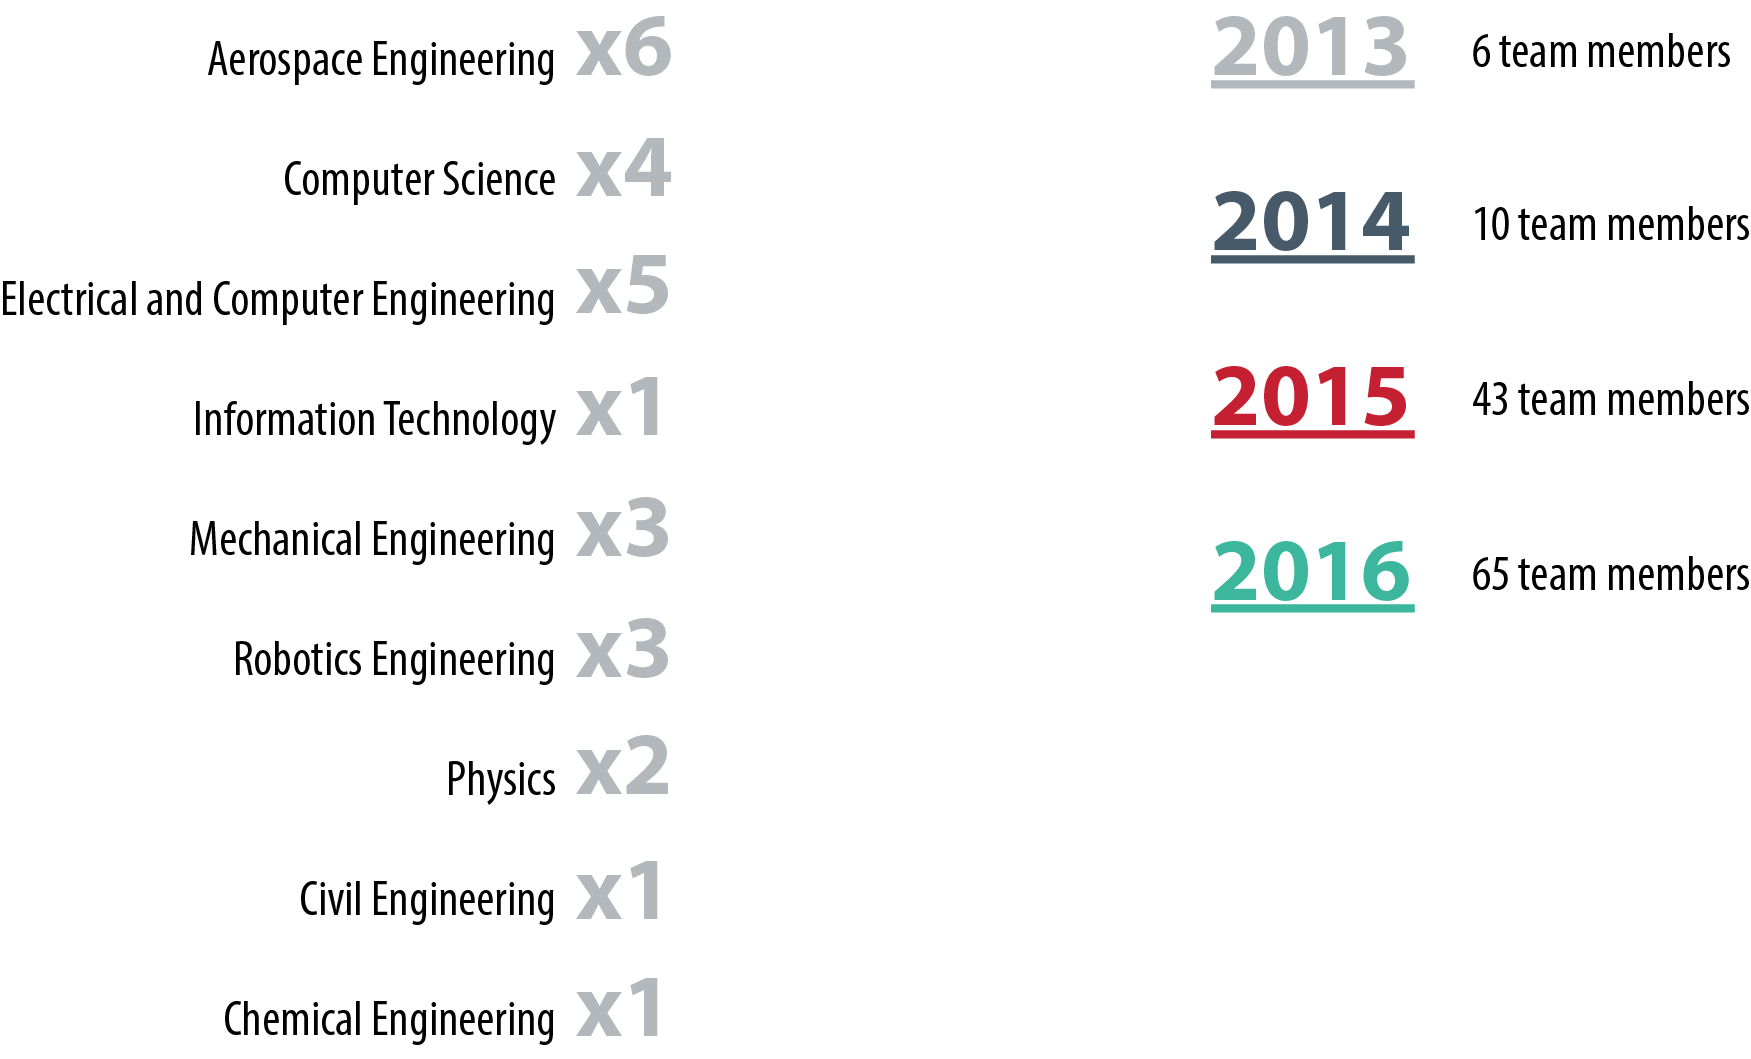 Aerospace Engineering x6
Computer Science x4
Electrical and Computer Engineering x5
Information Technology x1
Mechanical Engineering x3
Robotics Engineering x3
Physics x2
Civil Engineering x1
Chemical Engineering x1
2013 6 team members
2014 10 team members
2015 43 team members
2016 65 team members